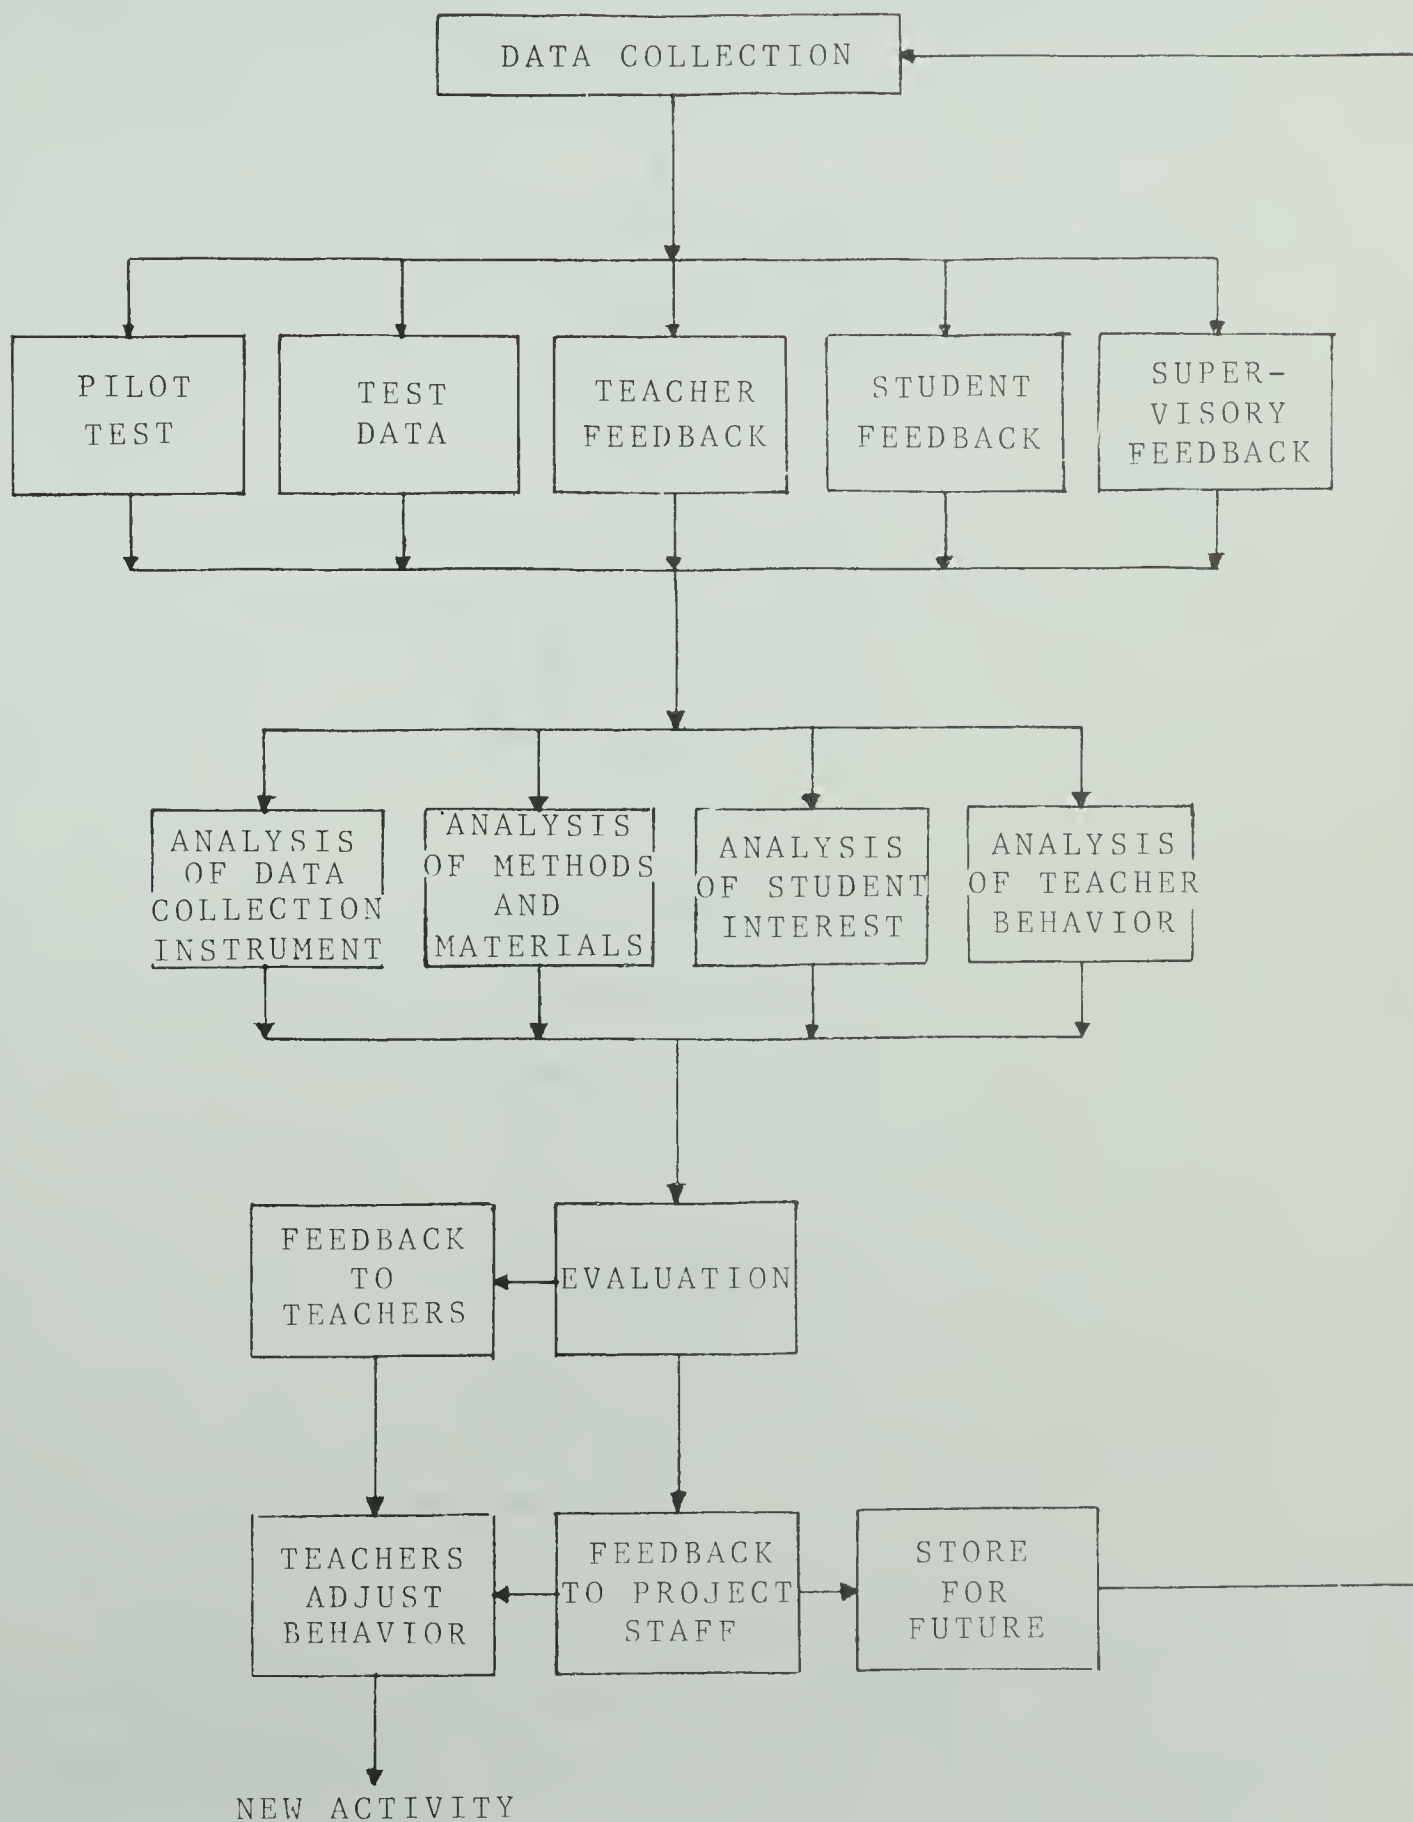 DATA COLLECTION
PILOT
TEST
TEST
DATA
TEACHER
FEEDBACK
STUDENT
FEEDBACK
SUPER-
VISORY
FEEDBACK
ANALYSIS
OF DATA
COLLECTION
INSTRUMENT
ANALYSIS
OF METHODS
AND
MATERIALS
ANALYSIS
OF STUDENT
INTEREST
ANALYSIS
OF TEACHER
BEHAVIOR
FEEDBACK
TO
TEACHERS
EVALUATION
TEACHERS
ADJUST
BEHAVIOR
FEEDBACK
TO PROJECT
STAFF
STORE
FOR
FUTURE
NEW ACTIVITY